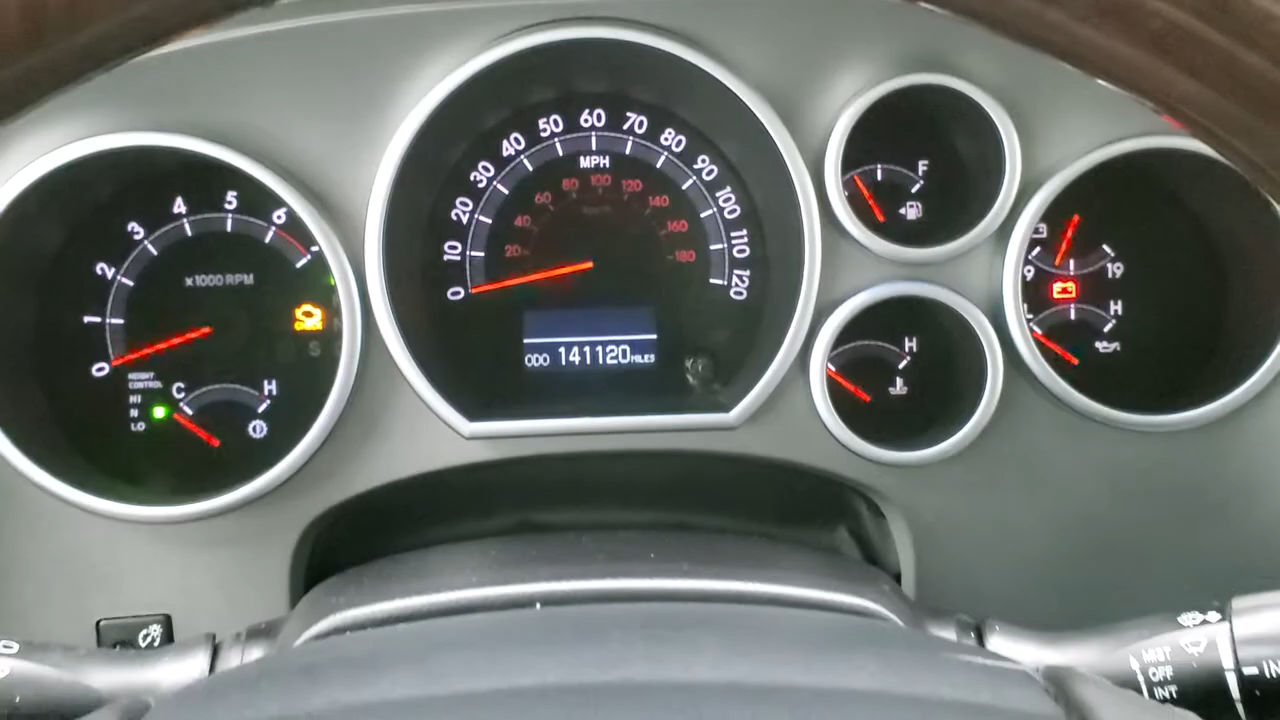 0 1 2 3 4 5 6
x1000 RPM
CHECK
S
HEIGHT
CONTROL
HI
N
LO
C H
0 10 20 30 40 50 60 70 80 90 100 110 120
MPH
20 40 60 80 100 120 140 160 180
ODO 141120 MILES
F
H
9 19
H
MIST
OFF
INT
IN